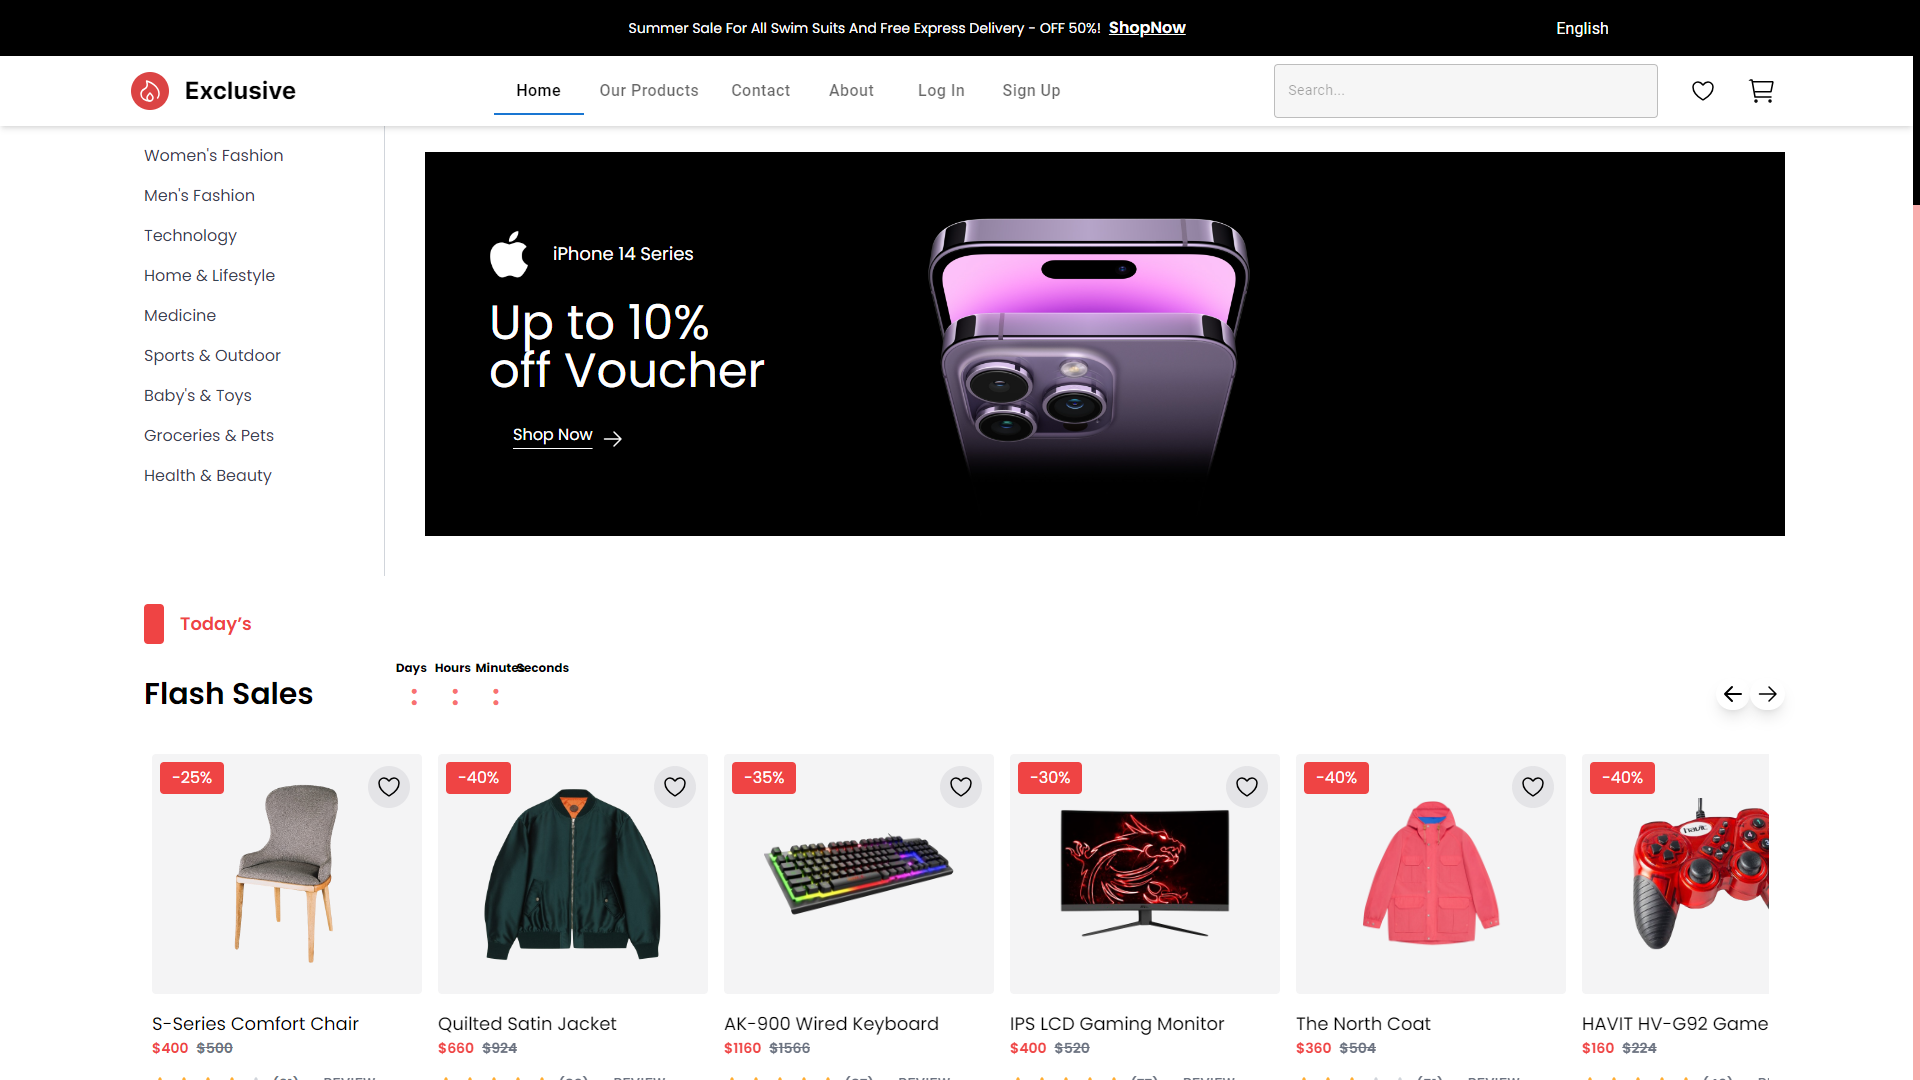 Summer Sale For All Swim Suits And Free Express Delivery - OFF 50%! ShopNow
English
Exclusive
Home Our Products Contact About Log In Sign Up
Search...
Women's Fashion
Men's Fashion
Technology
Home & Lifestyle
Medicine
Sports & Outdoor
Baby's & Toys
Groceries & Pets
Health & Beauty
iPhone 14 Series
Up to 10%
off Voucher
Shop Now
Today's
Flash Sales
Days Hours Minutes Seconds
: : :
-25% -40% -35% -30% -40% -40%
S-Series Comfort Chair
$400 $500
Quilted Satin Jacket
$660 $924
AK-900 Wired Keyboard
$1160 $1566
IPS LCD Gaming Monitor
$400 $520
The North Coat
$360 $504
HAVIT HV-G92 Game
$160 $224